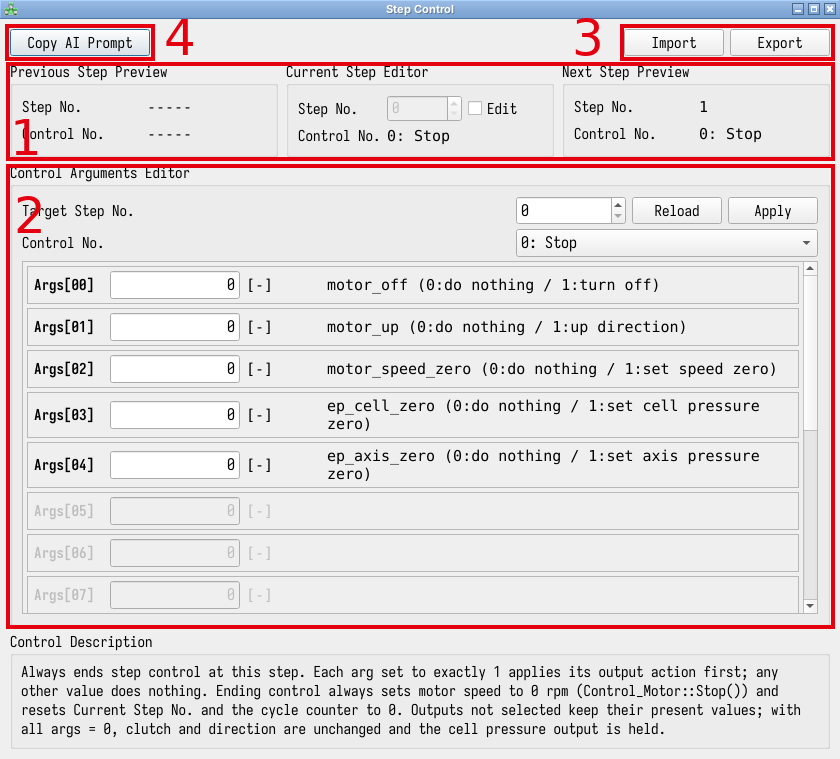 Step Control
Copy AI Prompt
4
3
Import
Export
Previous Step Preview
Current Step Editor
Next Step Preview
Step No.
-----
Step No.
0
Edit
Step No.
1
1
Control No.
-----
Control No.
0: Stop
Control No.
0: Stop
Control Arguments Editor
2
Target Step No.
0
Reload
Apply
Control No.
0: Stop
Args[00]
0
[-]
motor_off (0:do nothing / 1:turn off)
Args[01]
0
[-]
motor_up (0:do nothing / 1:up direction)
Args[02]
0
[-]
motor_speed_zero (0:do nothing / 1:set speed zero)
Args[03]
0
[-]
ep_cell_zero (0:do nothing / 1:set cell pressure
zero)
Args[04]
0
[-]
ep_axis_zero (0:do nothing / 1:set axis pressure
zero)
Args[05]
0
[-]
Args[06]
0
[-]
Args[07]
0
[-]
Control Description
Always ends step control at this step. Each arg set to exactly 1 applies its output action first; any
other value does nothing. Ending control always sets motor speed to 0 rpm (Control_Motor::Stop()) and
resets Current Step No. and the cycle counter to 0. Outputs not selected keep their present values; with
all args = 0, clutch and direction are unchanged and the cell pressure output is held.